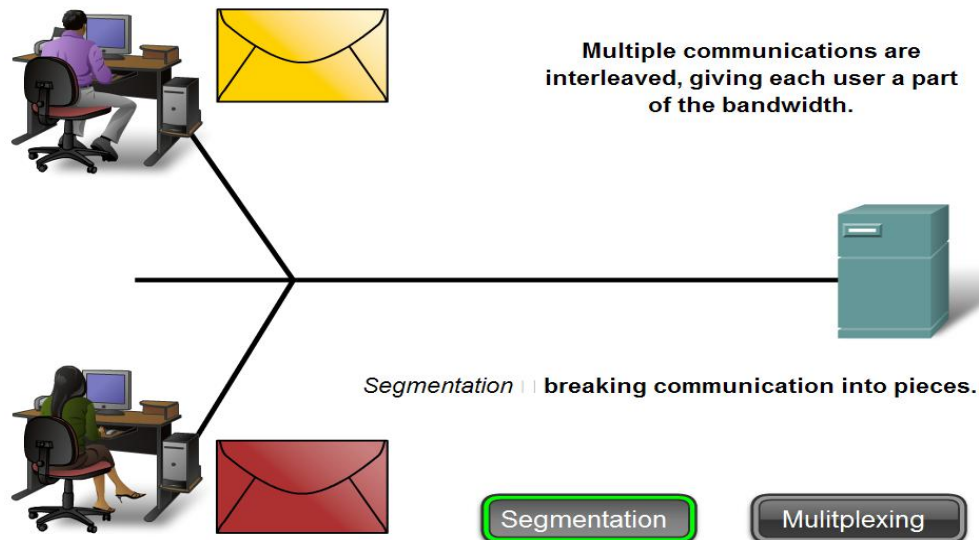 Multiple communications are
interleaved, giving each user a part
of the bandwidth.
Segmentation breaking communication into pieces.
Segmentation
Mulitplexing